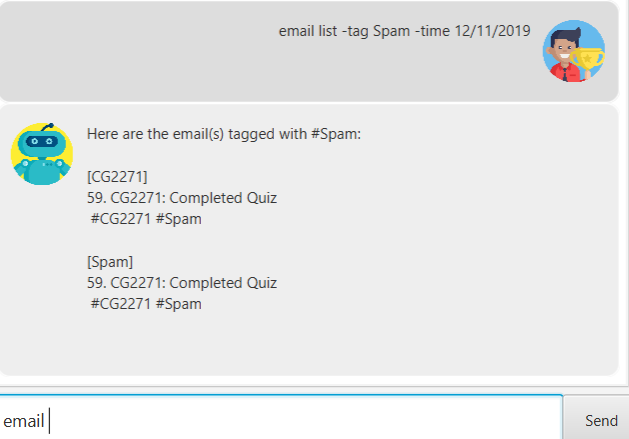 email list -tag Spam -time 12/11/2019
Here are the email(s) tagged with #Spam:
[CG2271]
59. CG2271: Completed Quiz
#CG2271 #Spam
[Spam]
59. CG2271: Completed Quiz
#CG2271 #Spam
email
Send